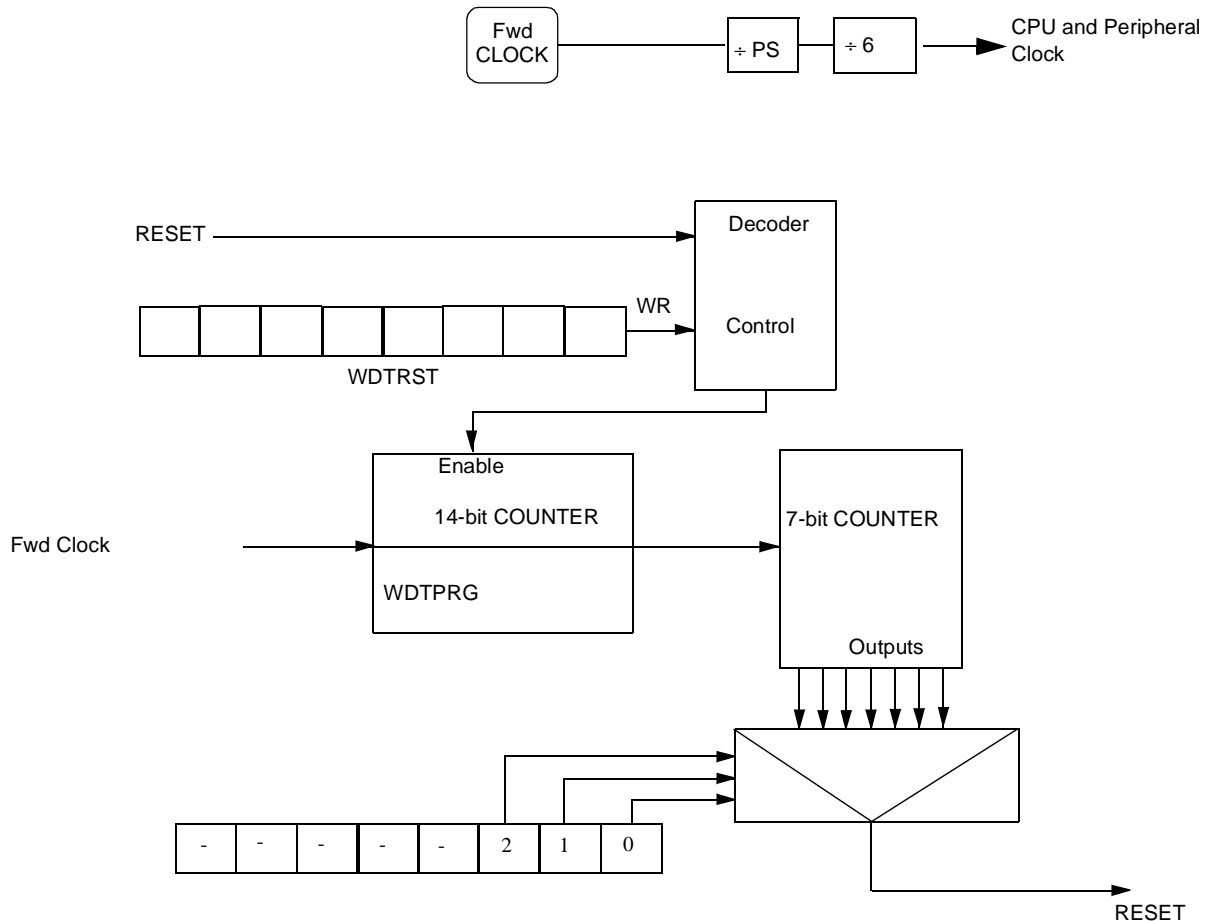 Fwd
CLOCK
÷ PS
÷ 6
CPU and Peripheral
Clock
RESET
Decoder
WR
Control
WDTRST
Enable
14-bit COUNTER
7-bit COUNTER
Fwd Clock
WDTPRG
Outputs
- - - - - 2 1 0
RESET